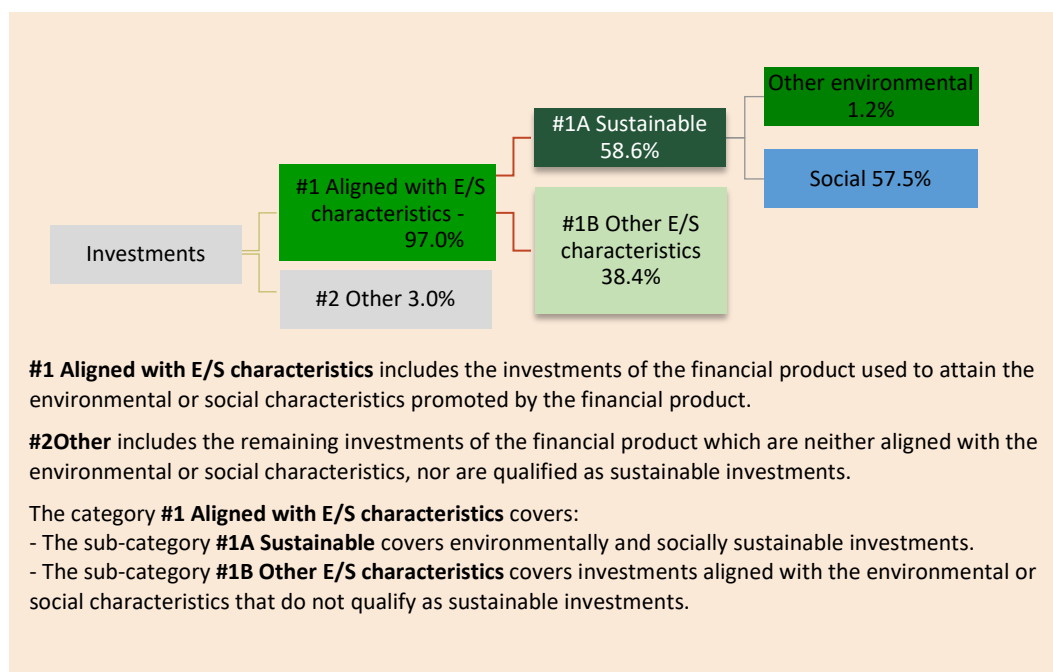 Other environmental
1.2%
#1A Sustainable
58.6%
Social 57.5%
#1 Aligned with E/S
characteristics -
97.0%
#1B Other E/S
characteristics
38.4%
Investments
#2 Other 3.0%
#1 Aligned with E/S characteristics includes the investments of the financial product used to attain the
environmental or social characteristics promoted by the financial product.
#2Other includes the remaining investments of the financial product which are neither aligned with the
environmental or social characteristics, nor are qualified as sustainable investments.
The category #1 Aligned with E/S characteristics covers:
- The sub-category #1A Sustainable covers environmentally and socially sustainable investments.
- The sub-category #1B Other E/S characteristics covers investments aligned with the environmental or
social characteristics that do not qualify as sustainable investments.